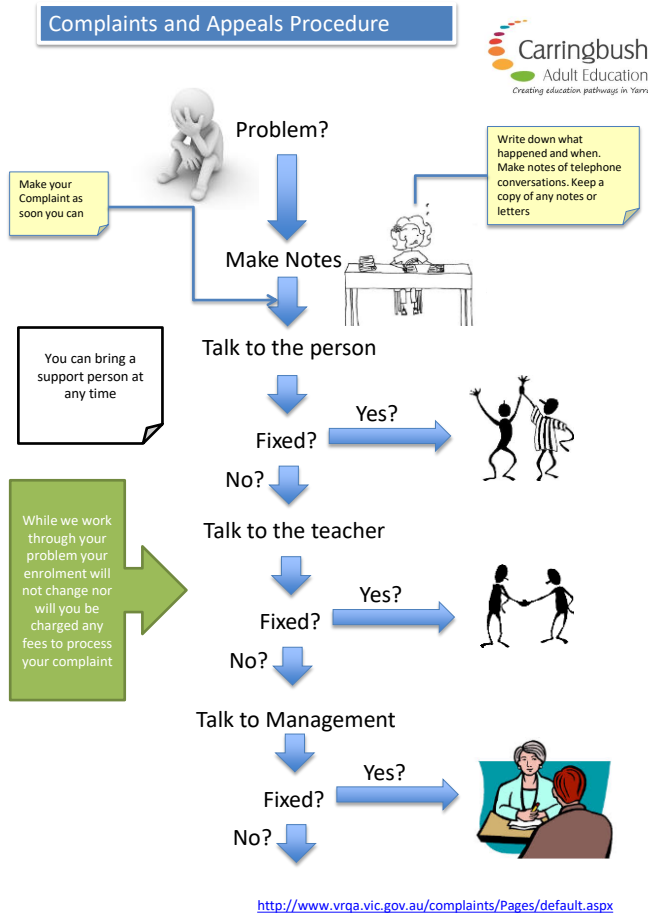 Complaints and Appeals Procedure
Carringbush
Adult Education
Creating education pathways in Yarra
Problem?
Write down what
happened and when.
Make notes of telephone
conversations. Keep a
copy of any notes or
letters
Make your
Complaint as
soon you can
Make Notes
You can bring a
support person at
any time
Talk to the person
Yes?
Fixed?
No?
While we work
through your
problem your
enrolment will
not change nor
will you be
charged any
fees to process
your complaint
Talk to the teacher
Yes?
Fixed?
No?
Talk to Management
Yes?
Fixed?
No?
http://www.vrqa.vic.gov.au/complaints/Pages/default.aspx